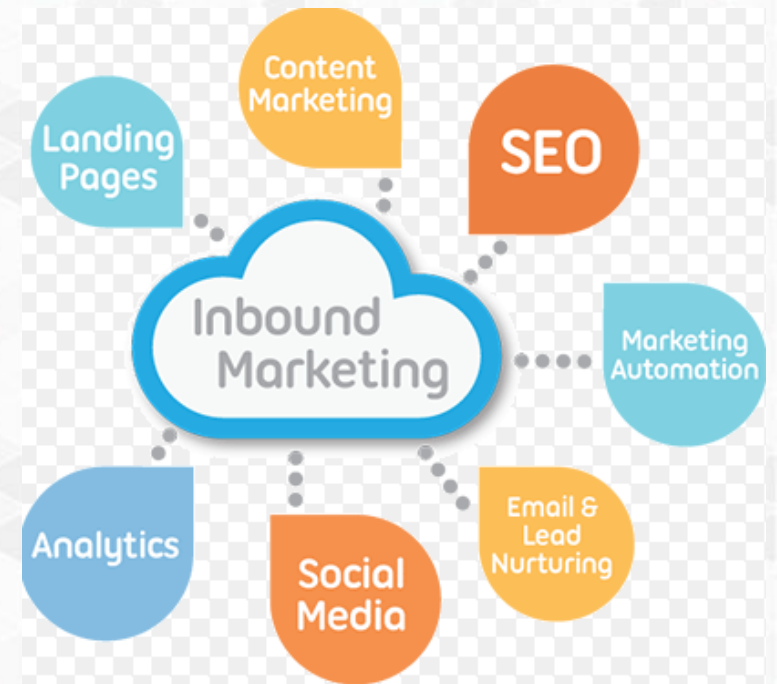 Content
Marketing
Landing
Pages
SEO
Inbound
Marketing
Marketing
Automation
Email &
Lead
Nurturing
Analytics
Social
Media